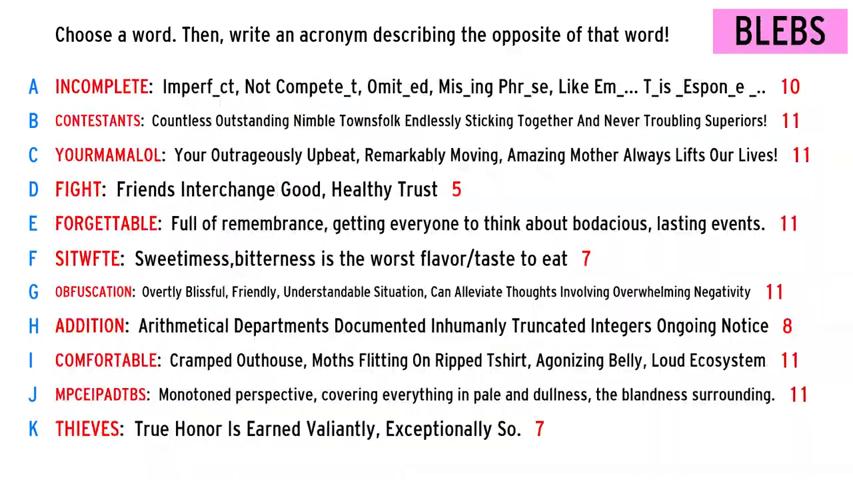 Choose a word. Then, write an acronym describing the opposite of that word!
BLEBS
A INCOMPLETE: Imperf_ct, Not Compete_t, Omit_ed, Mis_ing Phr_se, Like Em_... T_is _Espon_e _.. 10
B CONTESTANTS: Countless Outstanding Nimble Townsfolk Endlessly Sticking Together And Never Troubling Superiors! 11
C YOURMAMALOL: Your Outrageously Upbeat, Remarkably Moving, Amazing Mother Always Lifts Our Lives! 11
D FIGHT: Friends Interchange Good, Healthy Trust 5
E FORGETTABLE: Full of remembrance, getting everyone to think about bodacious, lasting events. 11
F SITWFTE: Sweetimess,bitterness is the worst flavor/taste to eat 7
G OBFUSCATION: Overtly Blissful, Friendly, Understandable Situation, Can Alleviate Thoughts Involving Overwhelming Negativity 11
H ADDITION: Arithmetical Departments Documented Inhumanly Truncated Integers Ongoing Notice 8
I COMFORTABLE: Cramped Outhouse, Moths Flitting On Ripped Tshirt, Agonizing Belly, Loud Ecosystem 11
J MPCEIPADTBS: Monotoned perspective, covering everything in pale and dullness, the blandness surrounding. 11
K THIEVES: True Honor Is Earned Valiantly, Exceptionally So. 7